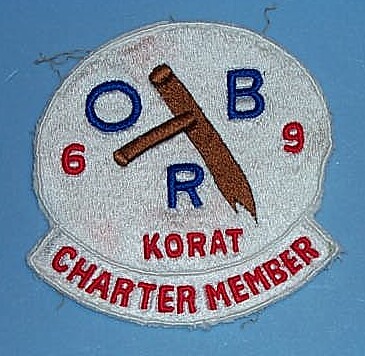 O B
6 9
R
KORAT
CHARTER MEMBER